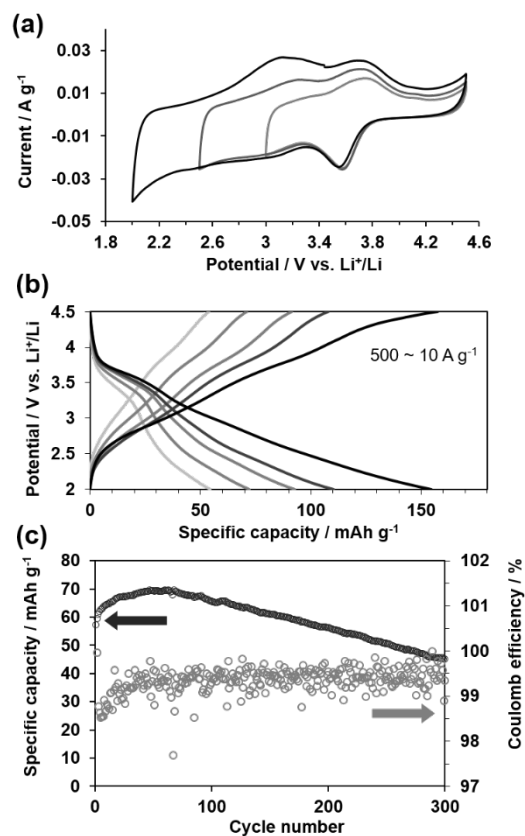 (a)
Current / A g⁻¹
0.03
0.01
-0.01
-0.03
-0.05
1.8 2.2 2.6 3 3.4 3.8 4.2 4.6
Potential / V vs. Li⁺/Li
(b)
Potential / V vs. Li⁺/Li
4.5
4
3.5
3
2.5
2
500 ~ 10 A g⁻¹
0 50 100 150
Specific capacity / mAh g⁻¹
(c)
Specific capacity / mAh g⁻¹
80
70
60
50
40
30
20
10
0
102
101
100
99
98
97
Coulomb efficiency / %
0 100 200 300
Cycle number